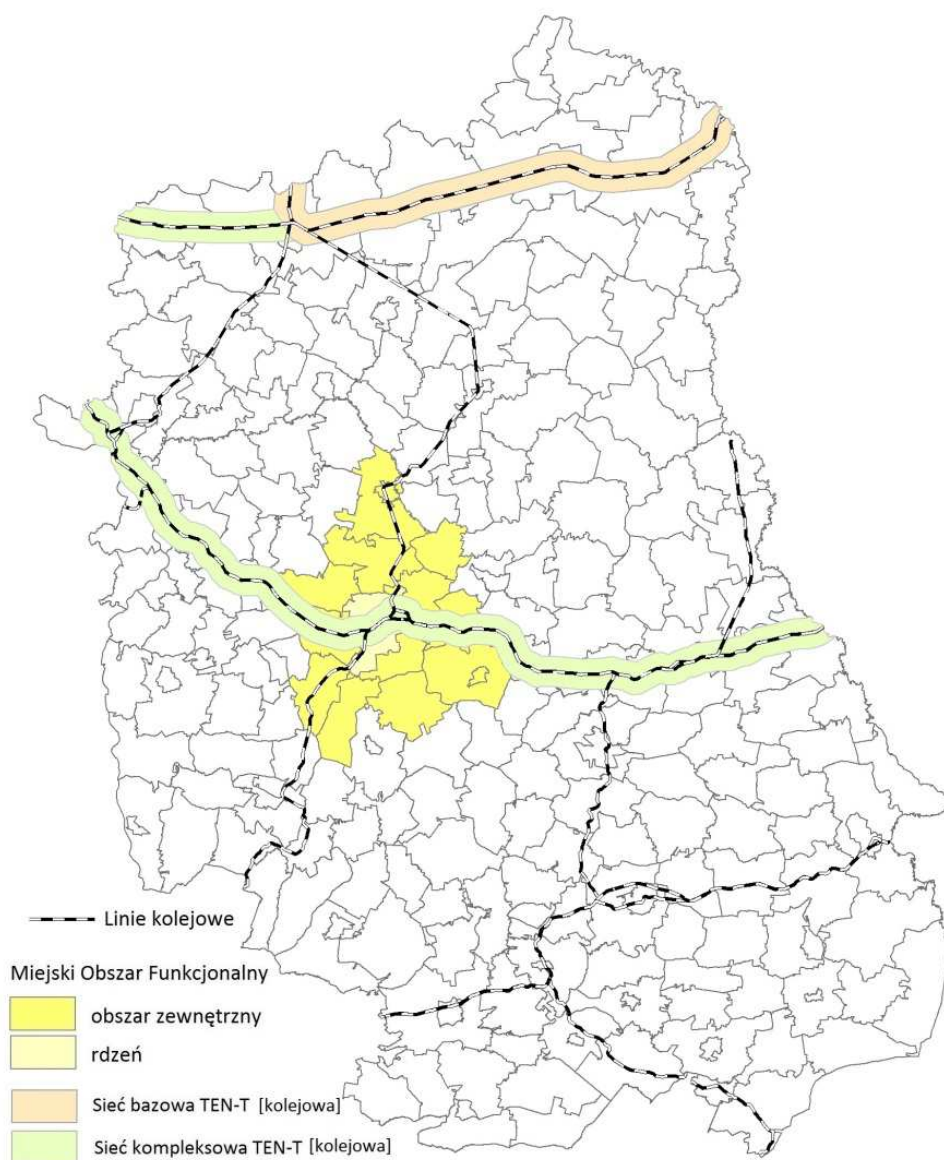 Linie kolejowe
Miejski Obszar Funkcjonalny
obszar zewnętrzny
rdzeń
Sieć bazowa TEN-T [kolejowa]
Sieć kompleksowa TEN-T [kolejowa]